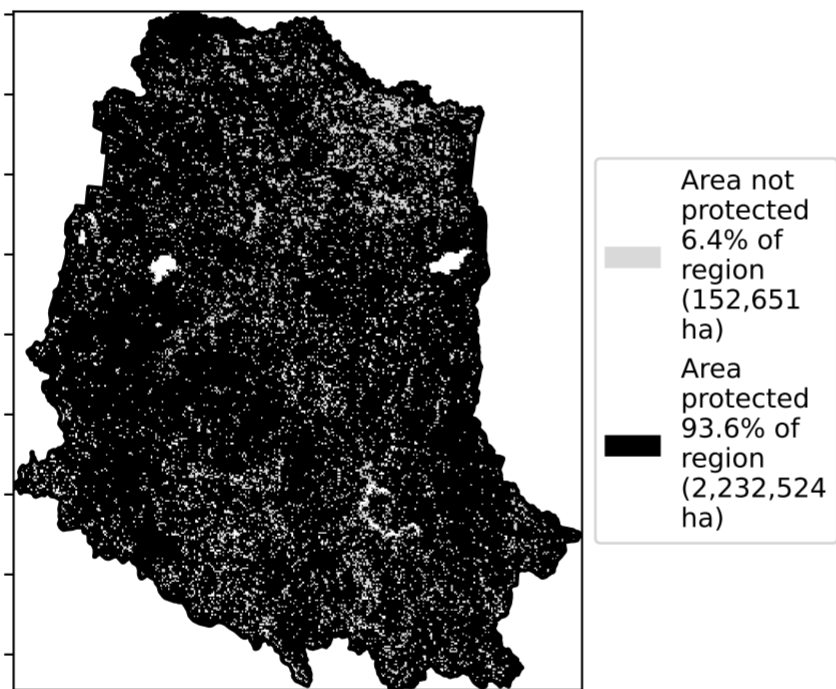 Area not
protected
6.4% of
region
(152,651
ha)
Area
protected
93.6% of
region
(2,232,524
ha)